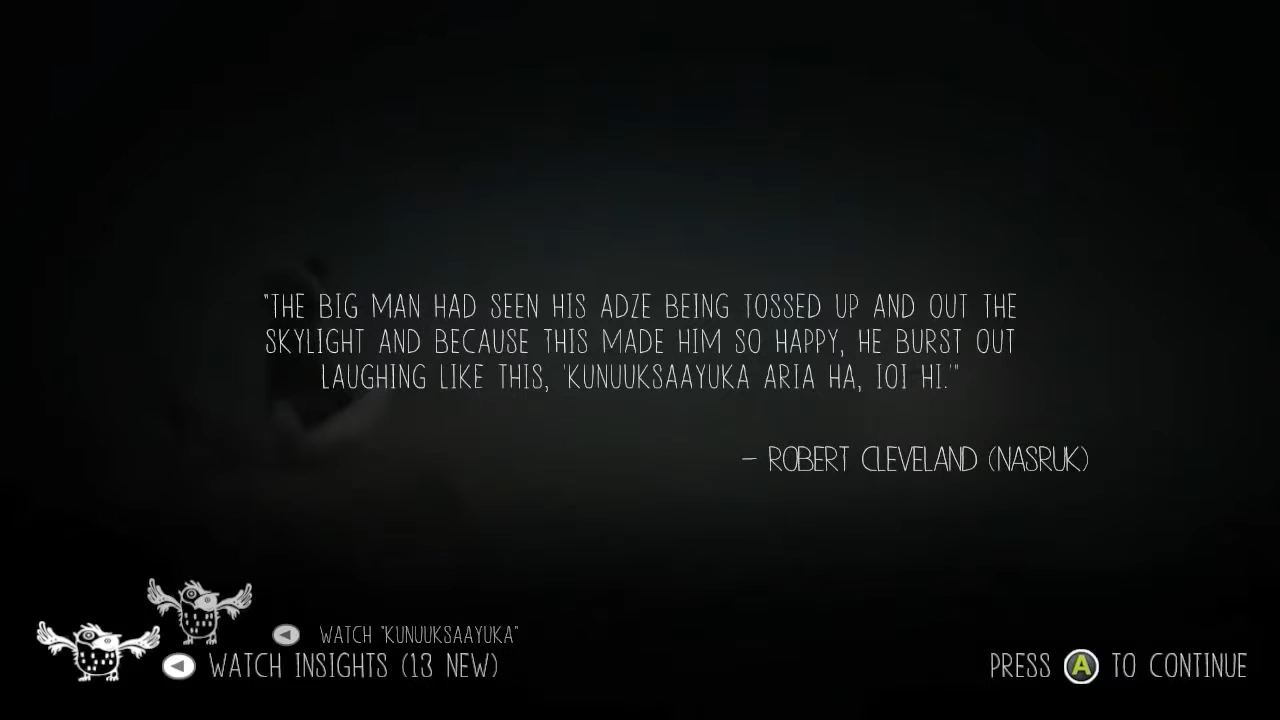 "THE BIG MAN HAD SEEN HIS ADZE BEING TOSSED UP AND OUT THE
SKYLIGHT AND BECAUSE THIS MADE HIM SO HAPPY, HE BURST OUT
LAUGHING LIKE THIS, 'KUNUUKSAAYUKA ARIA HA, IOI HI.'"
– ROBERT CLEVELAND (NASRUK)
WATCH "KUNUUKSAAYUKA"
WATCH INSIGHTS (13 NEW)
PRESS A TO CONTINUE